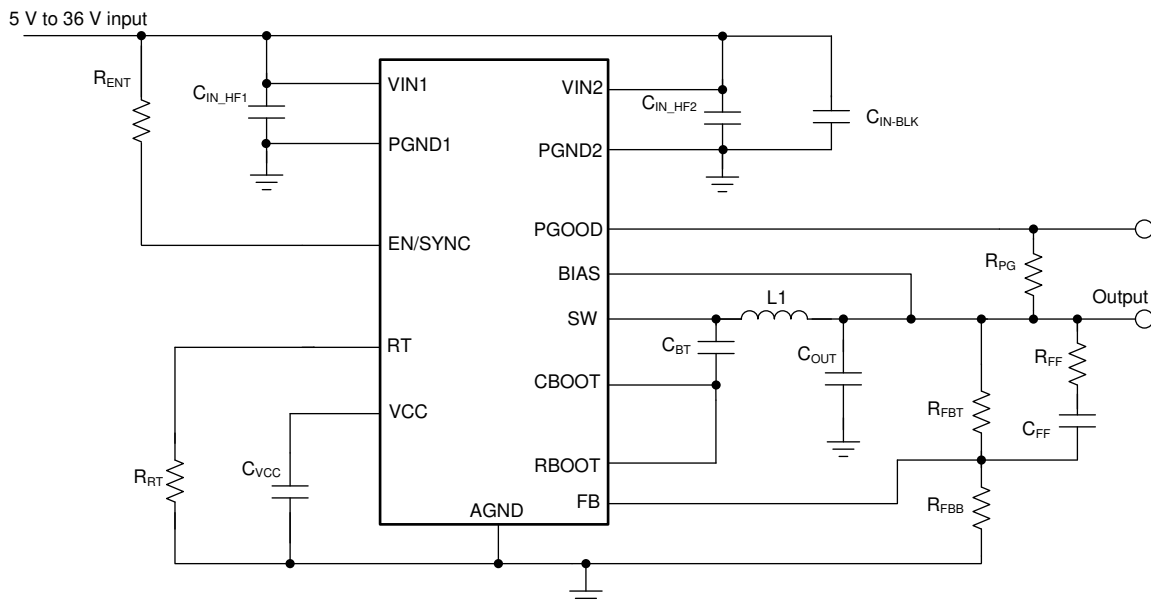 5 V to 36 V input
R_ENT
C_IN_HF1
VIN1
PGND1
EN/SYNC
RT
VCC
R_RT
C_VCC
AGND
VIN2
PGND2
PGOOD
BIAS
SW
CBOOT
RBOOT
FB
C_IN_HF2
C_IN-BLK
R_PG
L1
Output
C_BT
C_OUT
R_FF
R_FBT
C_FF
R_FBB